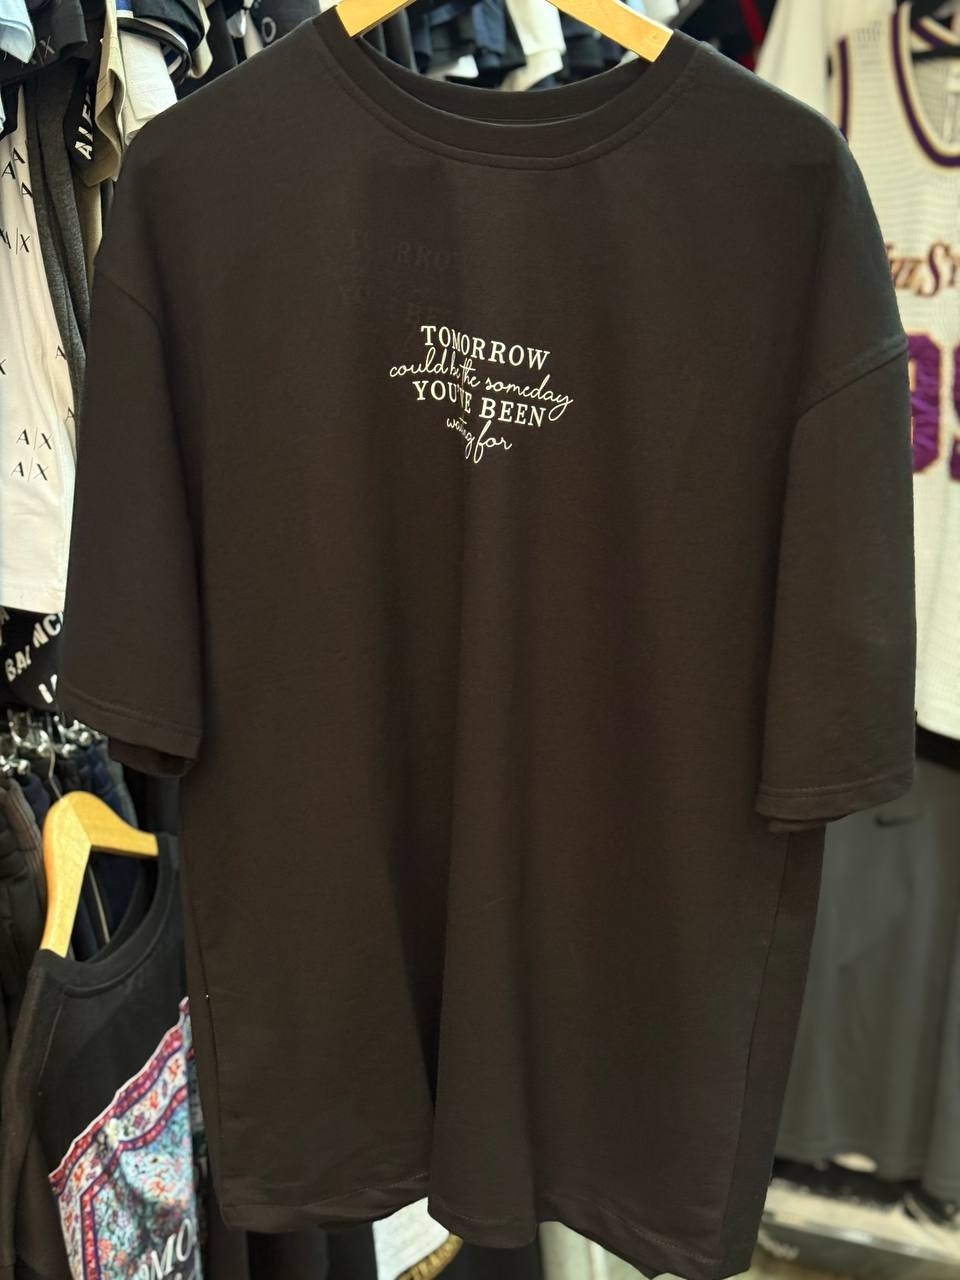 TOMORROW
could be the someday
YOU'VE BEEN
waiting for
A|X
A|X
A|X